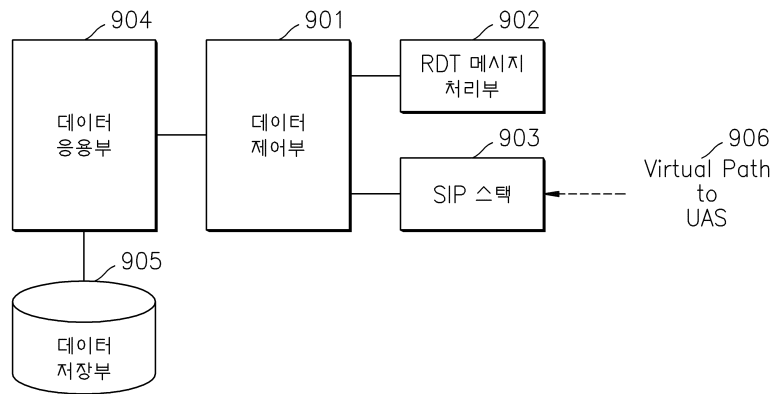 904
데이터
응용부
901
데이터
제어부
902
RDT 메시지
처리부
903
SIP 스택
906
Virtual Path
to
UAS
905
데이터
저장부